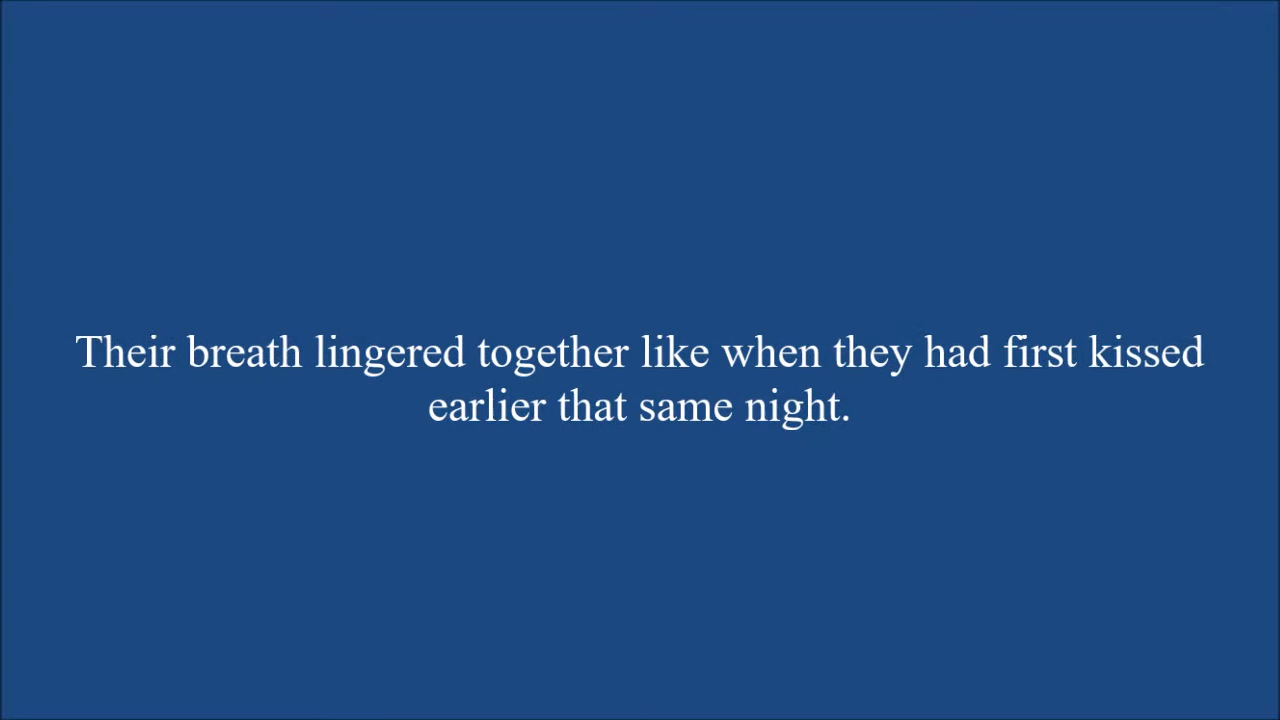 Their breath lingered together like when they had first kissed
earlier that same night.